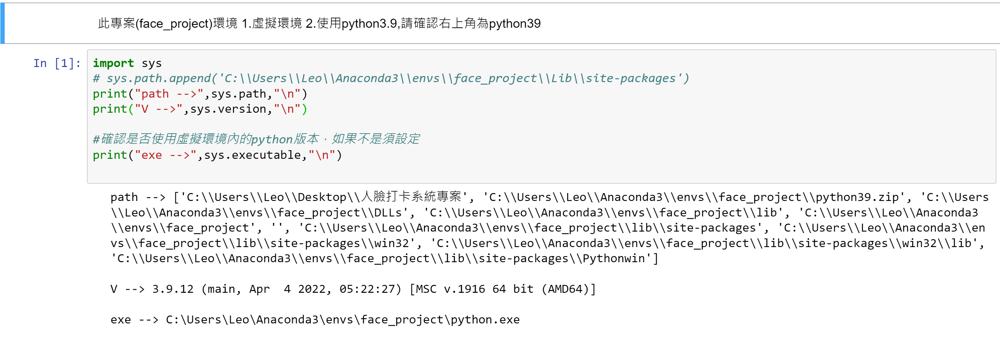 此專案(face_project)環境 1.虛擬環境 2.使用python3.9,請確認右上角為python39
In [1]:
import sys
# sys.path.append('C:\\Users\\Leo\\Anaconda3\\envs\\face_project\\Lib\\site-packages')
print("path -->",sys.path,"\n")
print("V -->",sys.version,"\n")
#確認是否使用虛擬環境內的python版本，如果不是須設定
print("exe -->",sys.executable,"\n")
path --> ['C:\\Users\\Leo\\Desktop\\人臉打卡系統專案', 'C:\\Users\\Leo\\Anaconda3\\envs\\face_project\\python39.zip', 'C:\\Users
\\Leo\\Anaconda3\\envs\\face_project\\DLLs', 'C:\\Users\\Leo\\Anaconda3\\envs\\face_project\\lib', 'C:\\Users\\Leo\\Anaconda3
\\envs\\face_project', '', 'C:\\Users\\Leo\\Anaconda3\\envs\\face_project\\lib\\site-packages', 'C:\\Users\\Leo\\Anaconda3\\en
vs\\face_project\\lib\\site-packages\\win32', 'C:\\Users\\Leo\\Anaconda3\\envs\\face_project\\lib\\site-packages\\win32\\lib',
'C:\\Users\\Leo\\Anaconda3\\envs\\face_project\\lib\\site-packages\\Pythonwin']
V --> 3.9.12 (main, Apr  4 2022, 05:22:27) [MSC v.1916 64 bit (AMD64)]
exe --> C:\Users\Leo\Anaconda3\envs\face_project\python.exe